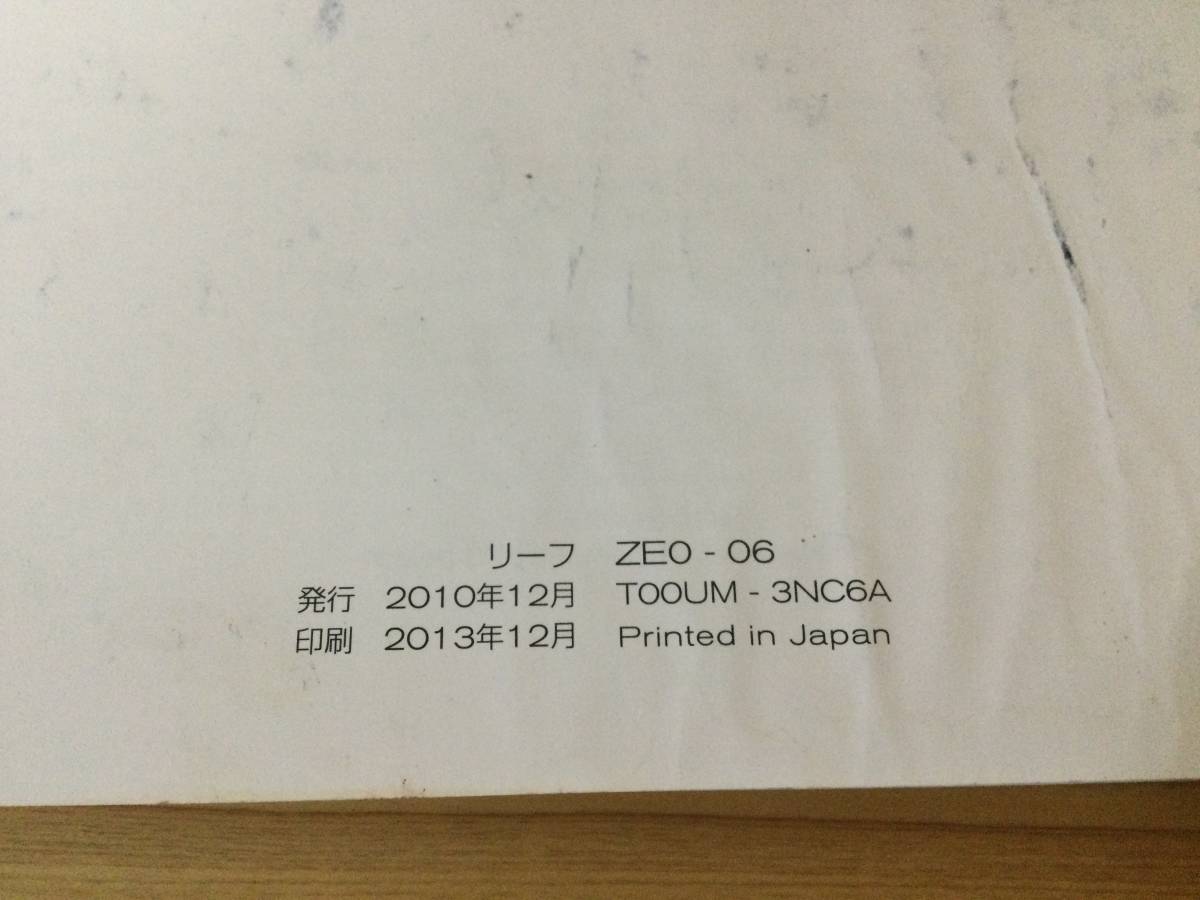 リーフ ZE0 - 06
発行 2010年12月 T00UM - 3NC6A
印刷 2013年12月 Printed in Japan